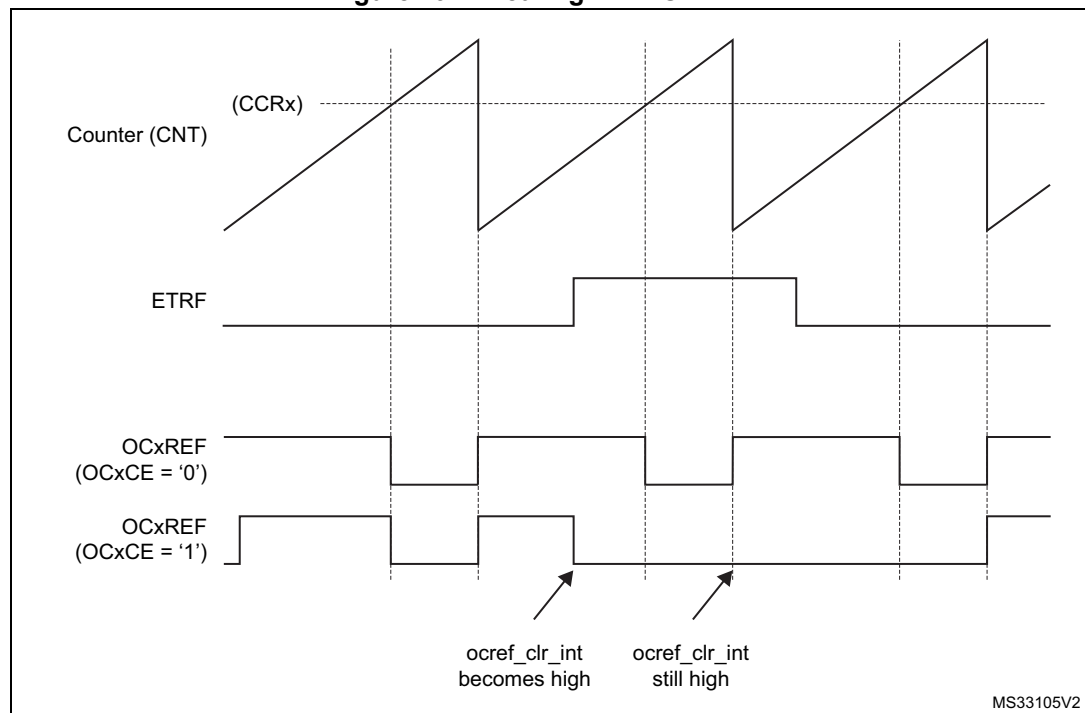 (CCRx)
Counter (CNT)
ETRF
OCxREF
(OCxCE = ‘0’)
OCxREF
(OCxCE = ‘1’)
ocref_clr_int
becomes high
ocref_clr_int
still high
MS33105V2